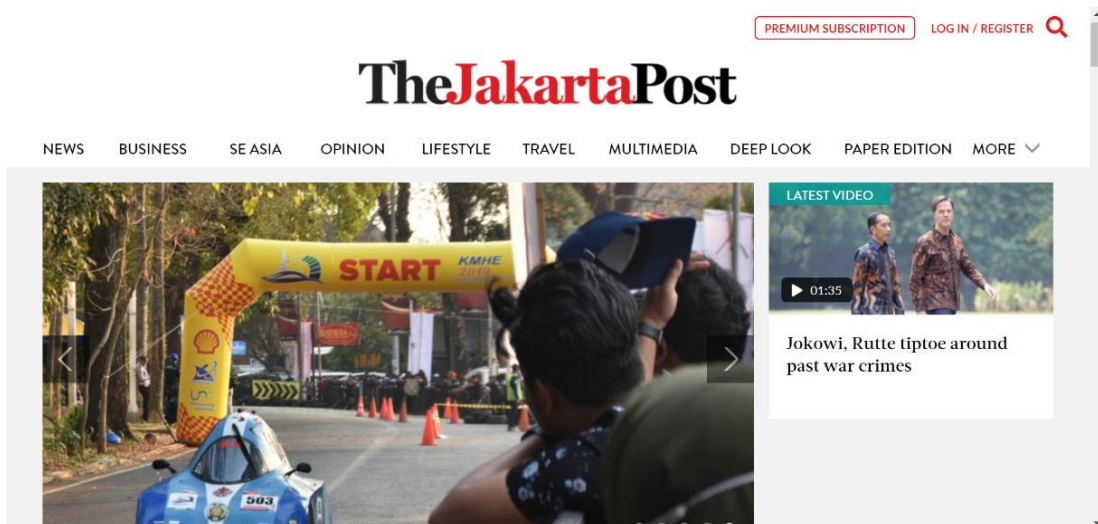 PREMIUM SUBSCRIPTION LOG IN / REGISTER
TheJakartaPost
NEWS BUSINESS SE ASIA OPINION LIFESTYLE TRAVEL MULTIMEDIA DEEP LOOK PAPER EDITION MORE
START KMHE 2019
503
LATEST VIDEO
01:35
Jokowi, Rutte tiptoe around
past war crimes